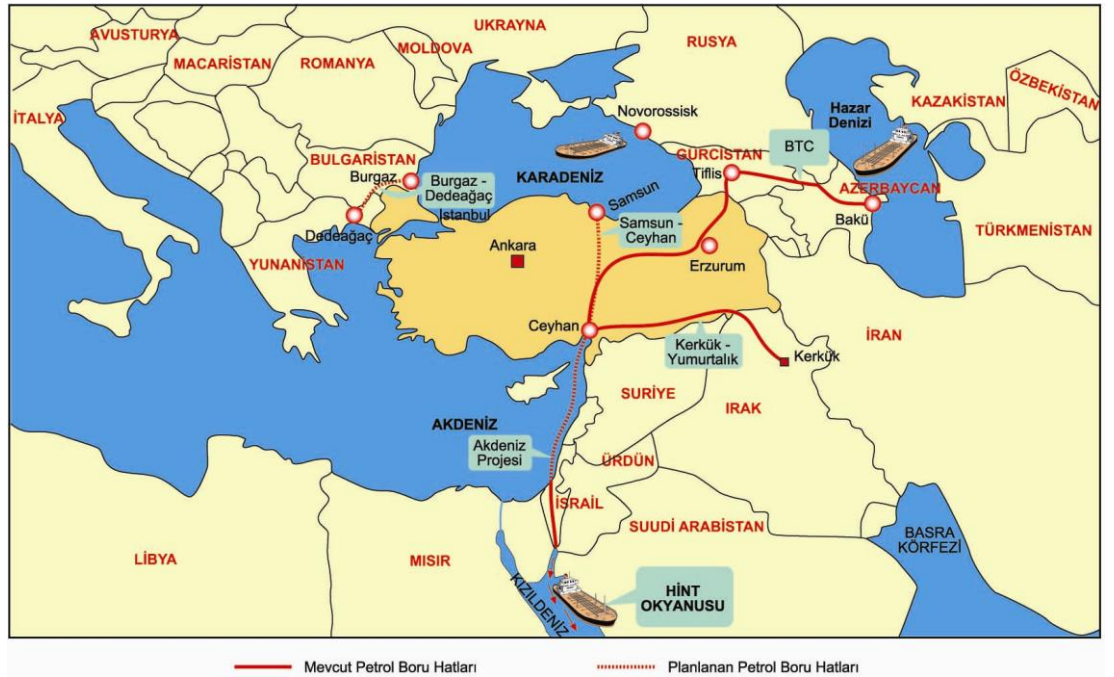 UKRAYNA
AVUSTURYA
MOLDOVA
RUSYA
MACARİSTAN
ROMANYA
ÖZBEKİSTAN
KAZAKİSTAN
Hazar
Denizi
İTALYA
Novorossisk
BTC
BULGARİSTAN
Burgaz
GÜRCİSTAN
Tiflis
KARADENİZ
Burgaz -
Dedeağaç
AZERBAYCAN
Bakü
İstanbul
Samsun
Dedeağaç
Samsun -
Ceyhan
TÜRKMENİSTAN
Ankara
Erzurum
YUNANİSTAN
Ceyhan
İRAN
Kerkük -
Yumurtalık
Kerkük
SURİYE
IRAK
AKDENİZ
Akdeniz
Projesi
ÜRDÜN
İSRAİL
SUUDİ ARABİSTAN
BASRA
KÖRFEZİ
LİBYA
MISIR
KIZILDENİZ
HİNT
OKYANUSU
Mevcut Petrol Boru Hatları
Planlanan Petrol Boru Hatları